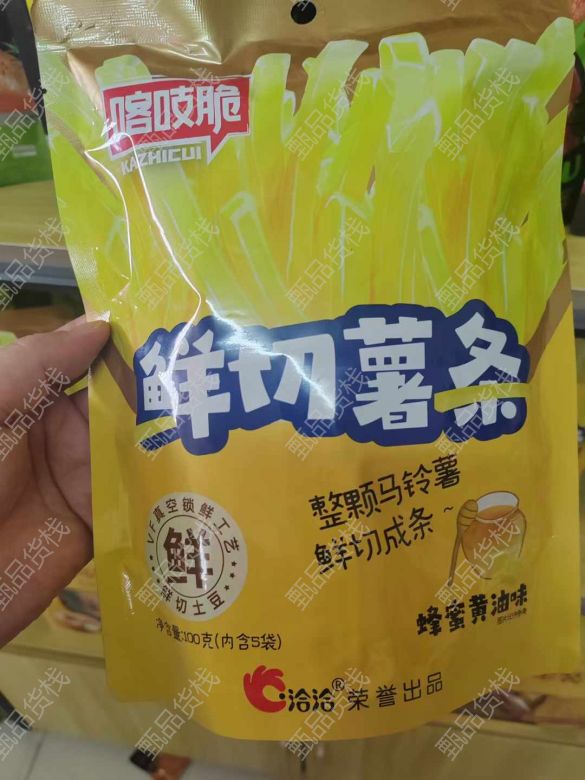 喀吱脆
KAZHICUI
鲜切薯条
整颗马铃薯
鲜切成条~
VF真空锁鲜工艺
鲜
鲜切土豆
蜂蜜黄油味
净含量:100克(内含5袋)
洽洽® 荣誉出品
甄品货栈